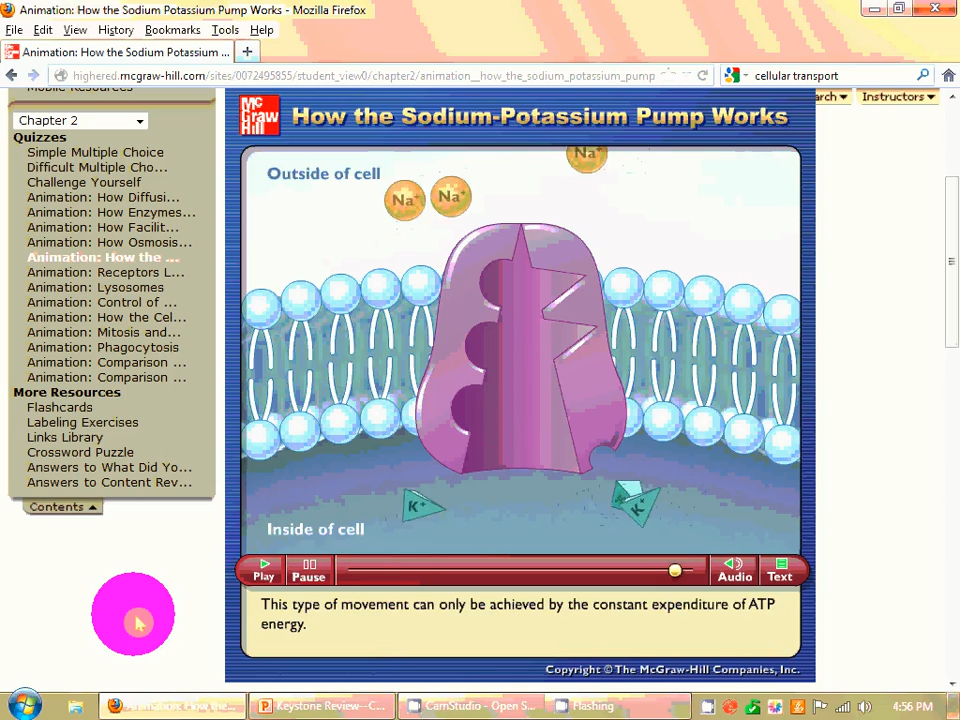 Animation: How the Sodium Potassium Pump Works - Mozilla Firefox
File Edit View History Bookmarks Tools Help
Animation: How the Sodium Potassium ...
highered.mcgraw-hill.com/sites/0072495855/student_view0/chapter2/animation__how_the_sodium_potassium_pump
cellular transport
Mobile Resources
Chapter 2
Instructors
Quizzes
Simple Multiple Choice
Difficult Multiple Cho...
Challenge Yourself
Animation: How Diffusi...
Animation: How Enzymes...
Animation: How Facilit...
Animation: How Osmosis...
Animation: How the ...
Animation: Receptors L...
Animation: Lysosomes
Animation: Control of ...
Animation: How the Cel...
Animation: Mitosis and...
Animation: Phagocytosis
Animation: Comparison ...
Animation: Comparison ...
More Resources
Flashcards
Labeling Exercises
Links Library
Crossword Puzzle
Answers to What Did Yo...
Answers to Content Rev...
Contents
Mc
Graw
Hill
How the Sodium-Potassium Pump Works
Outside of cell
Na+
Na+
Na+
K+
K+
Inside of cell
Play
Pause
Audio
Text
This type of movement can only be achieved by the constant expenditure of ATP
energy.
Copyright © The McGraw-Hill Companies, Inc.
Animation: How the...
Keystone Review--C...
CamStudio - Open S...
Flashing
4:56 PM